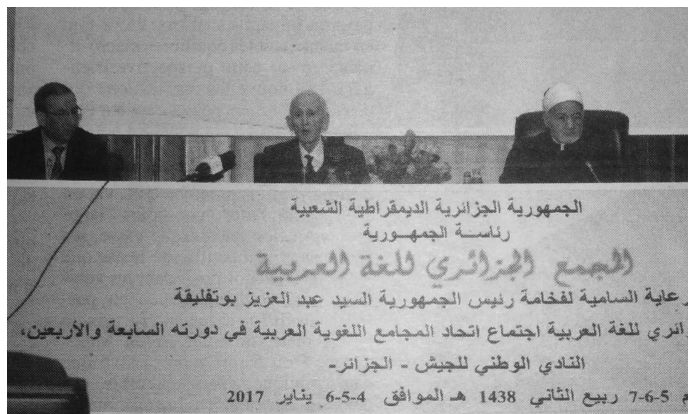 الجمهورية الجزائرية الديمقراطية الشعبية
رئاسة الجمهورية
المجمع الجزائري للغة العربية
رعاية السامية لفخامة رئيس الجمهورية السيد عبد العزيز بوتفليقة
للغة العربية اجتماع اتحاد المجامع اللغوية العربية في دورته السابعة والأربعين،
النادي الوطني للجيش - الجزائر-
5-6-7 ربيع الثاني 1438 هـ الموافق 4-5-6 يناير 2017